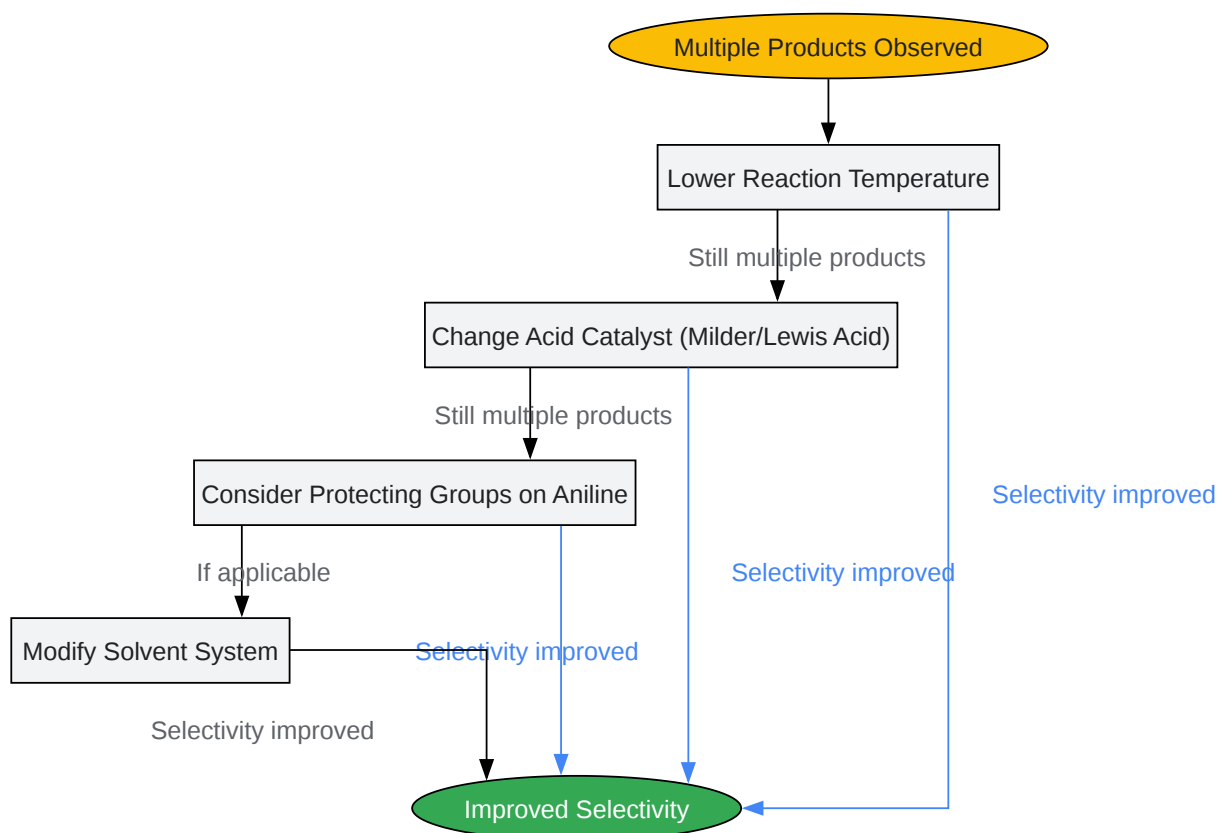 Multiple Products Observed
Lower Reaction Temperature
Still multiple products
Change Acid Catalyst (Milder/Lewis Acid)
Still multiple products
Consider Protecting Groups on Aniline
Selectivity improved
If applicable
Selectivity improved
Modify Solvent System
Selectivity improved
Selectivity improved
Improved Selectivity